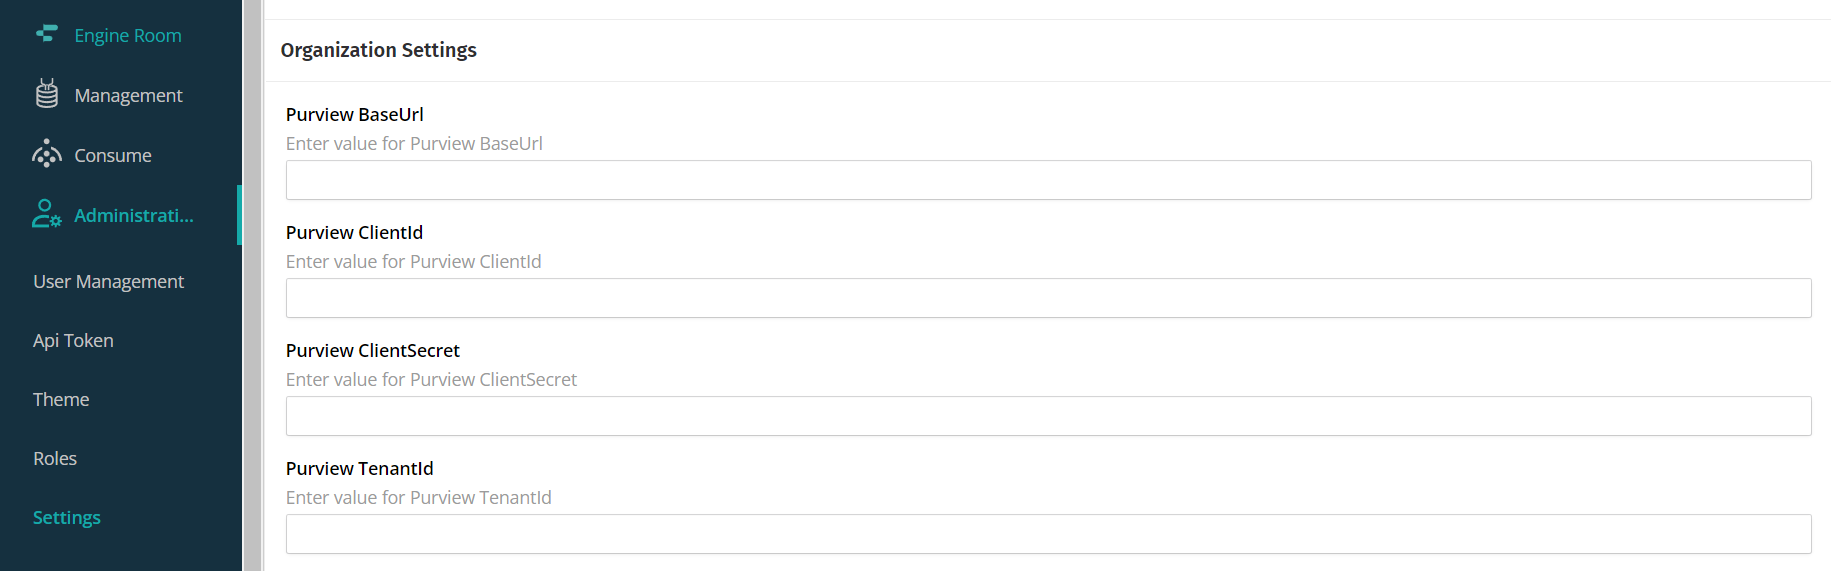 Engine Room
Management
Consume
Administrati...
User Management
Api Token
Theme
Roles
Settings
Organization Settings
Purview BaseUrl
Enter value for Purview BaseUrl
Purview ClientId
Enter value for Purview ClientId
Purview ClientSecret
Enter value for Purview ClientSecret
Purview TenantId
Enter value for Purview TenantId